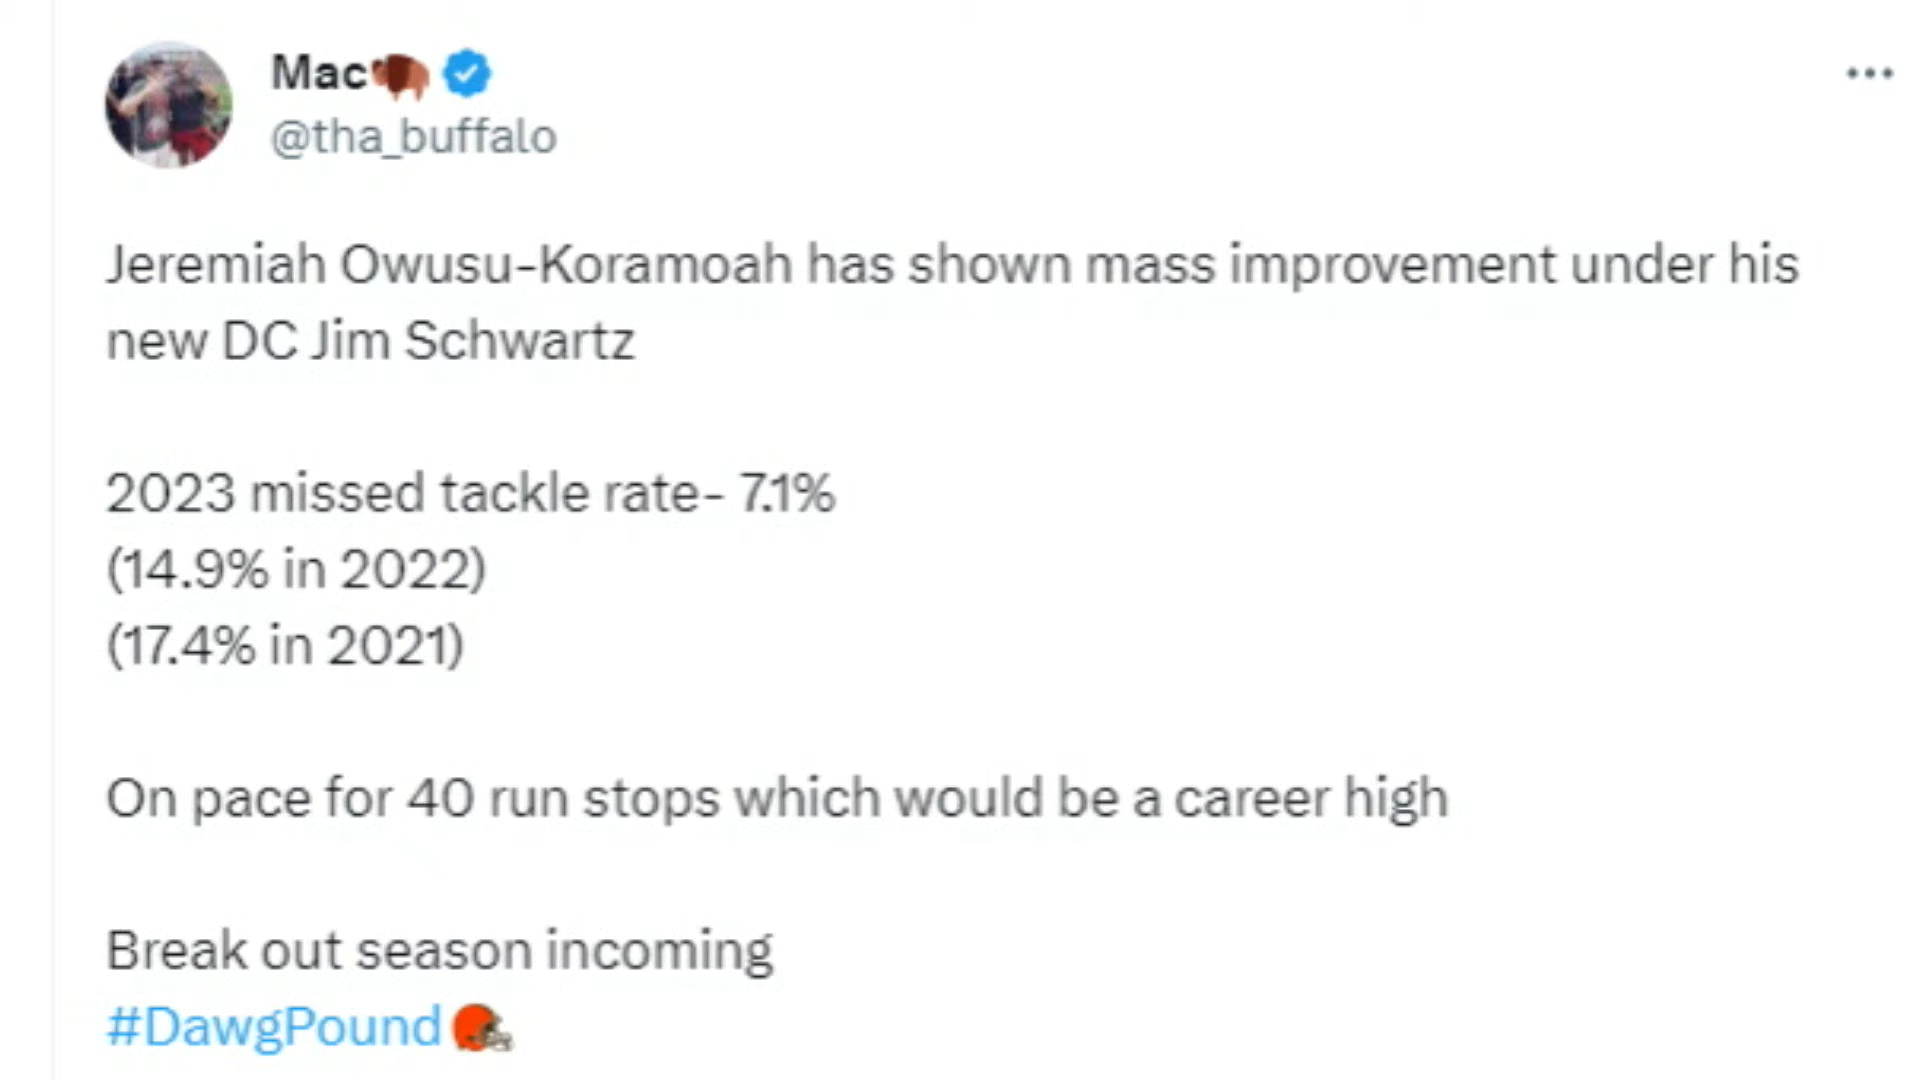 Mac🦬
@tha_buffalo
Jeremiah Owusu-Koramoah has shown mass improvement under his
new DC Jim Schwartz
2023 missed tackle rate- 7.1%
(14.9% in 2022)
(17.4% in 2021)
On pace for 40 run stops which would be a career high
Break out season incoming
#DawgPound